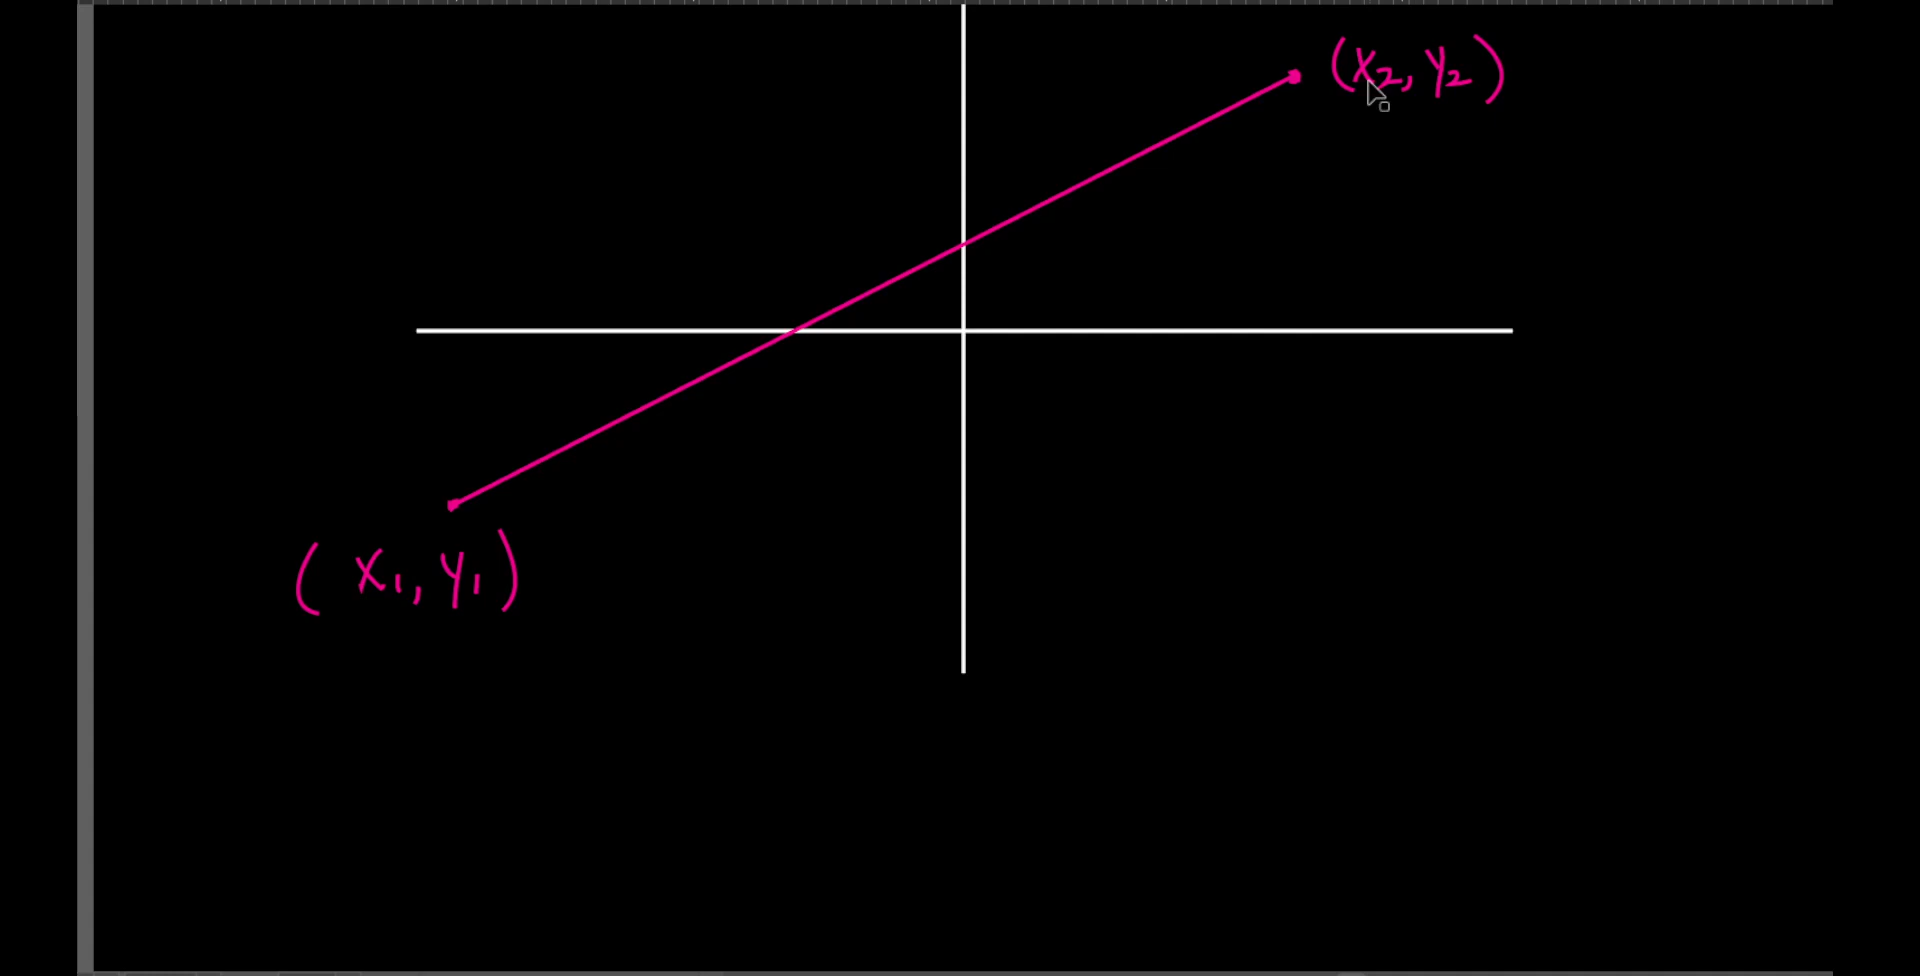 (x₂, y₂)
(x₁, y₁)